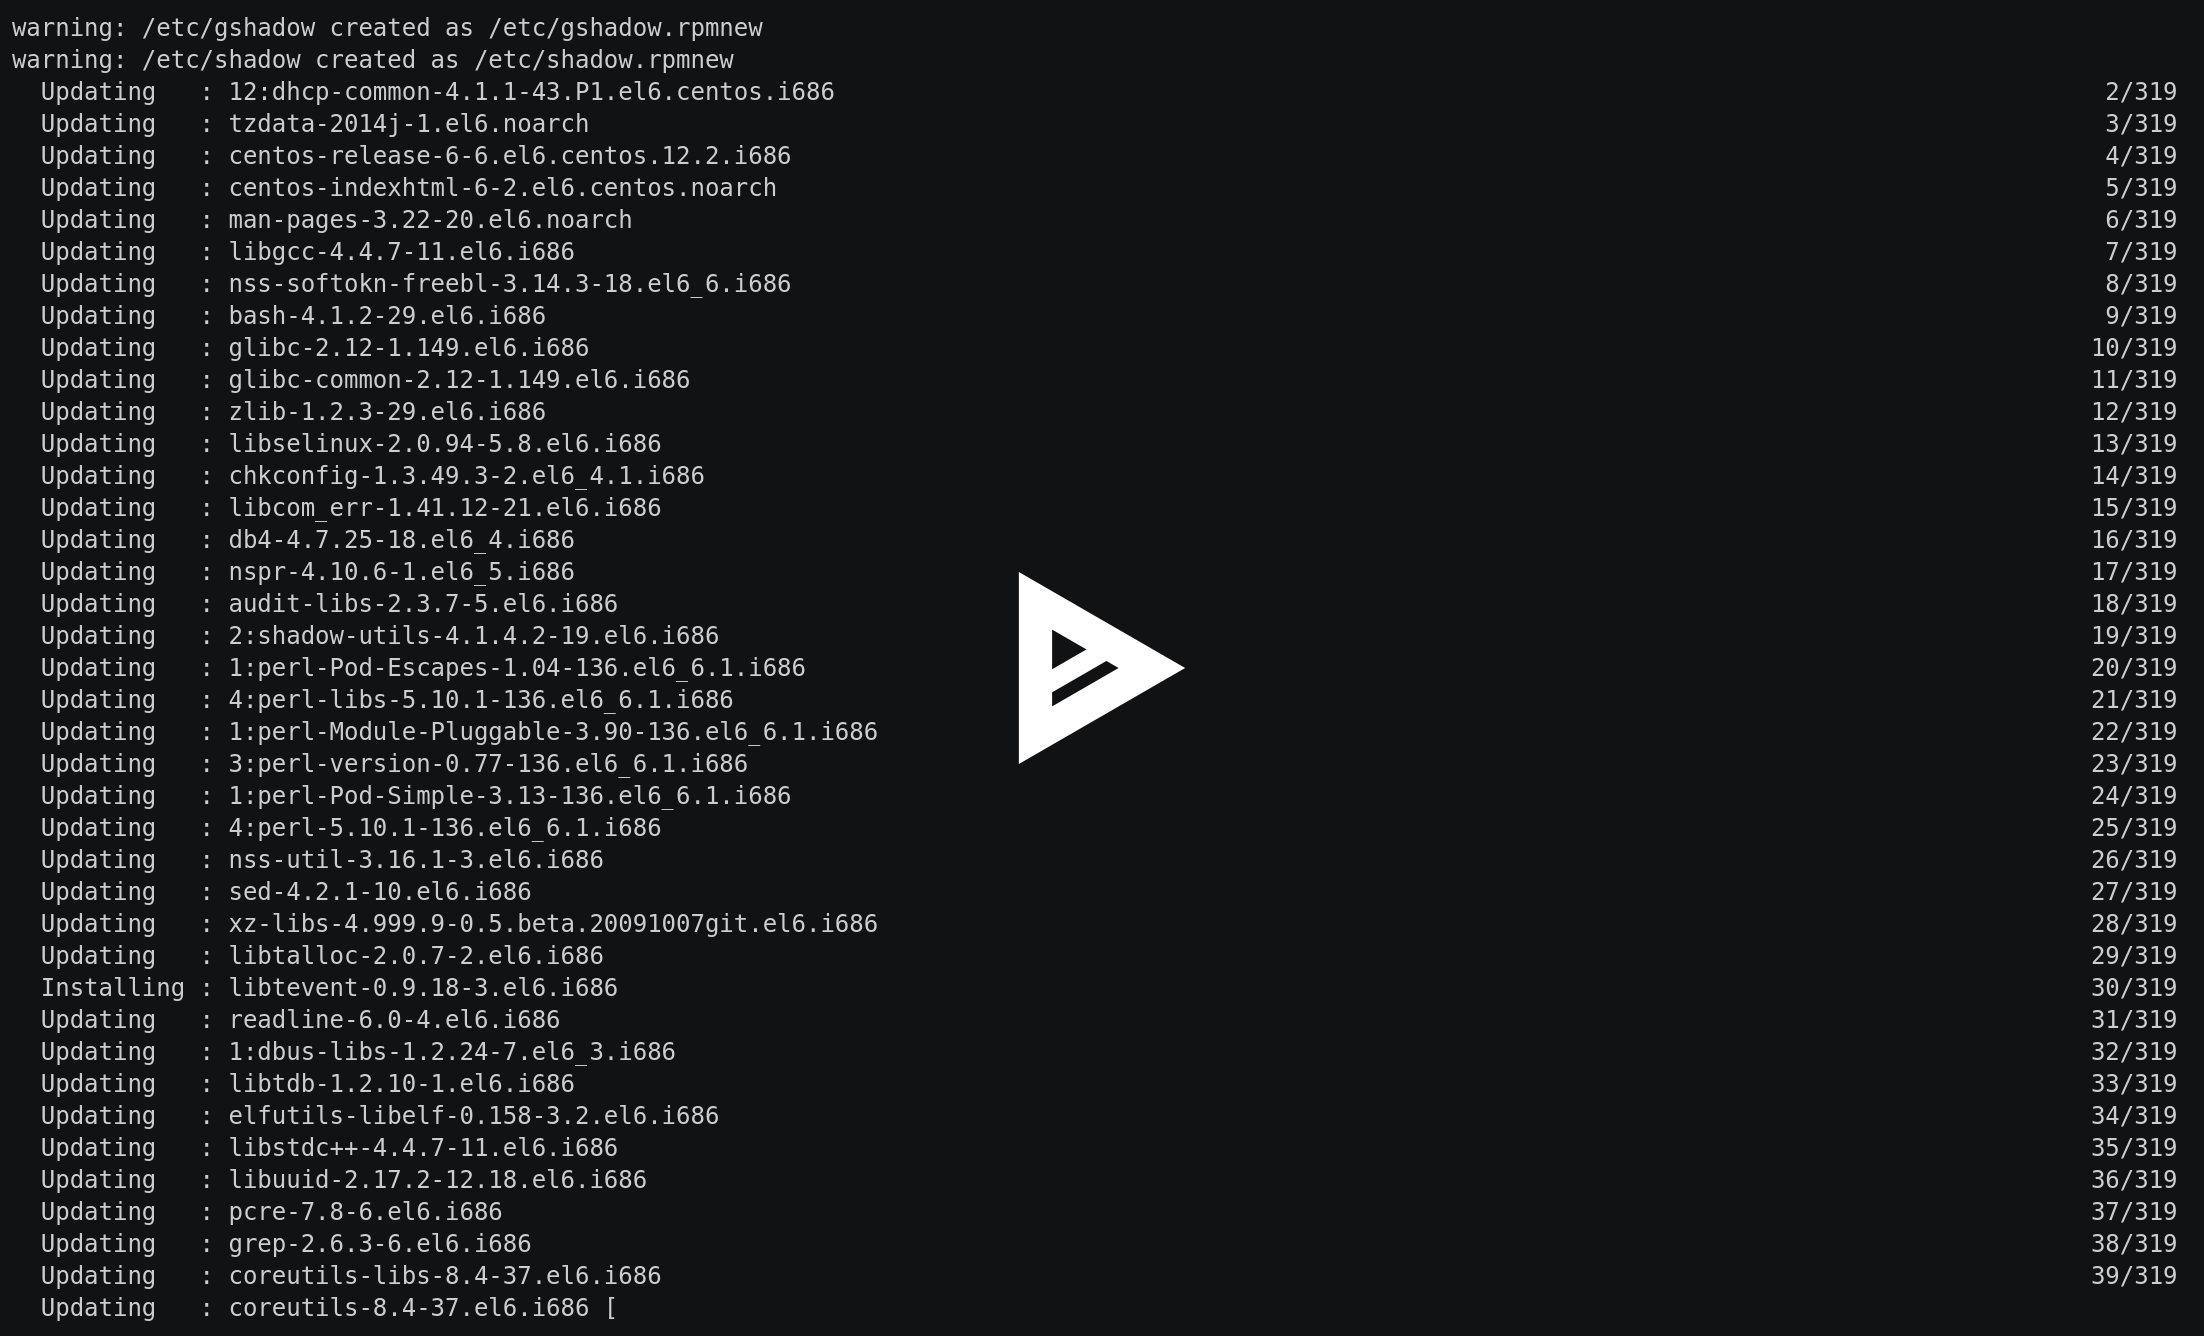 warning: /etc/gshadow created as /etc/gshadow.rpmnew
warning: /etc/shadow created as /etc/shadow.rpmnew
  Updating   : 12:dhcp-common-4.1.1-43.P1.el6.centos.i686 2/319
  Updating   : tzdata-2014j-1.el6.noarch 3/319
  Updating   : centos-release-6-6.el6.centos.12.2.i686 4/319
  Updating   : centos-indexhtml-6-2.el6.centos.noarch 5/319
  Updating   : man-pages-3.22-20.el6.noarch 6/319
  Updating   : libgcc-4.4.7-11.el6.i686 7/319
  Updating   : nss-softokn-freebl-3.14.3-18.el6_6.i686 8/319
  Updating   : bash-4.1.2-29.el6.i686 9/319
  Updating   : glibc-2.12-1.149.el6.i686 10/319
  Updating   : glibc-common-2.12-1.149.el6.i686 11/319
  Updating   : zlib-1.2.3-29.el6.i686 12/319
  Updating   : libselinux-2.0.94-5.8.el6.i686 13/319
  Updating   : chkconfig-1.3.49.3-2.el6_4.1.i686 14/319
  Updating   : libcom_err-1.41.12-21.el6.i686 15/319
  Updating   : db4-4.7.25-18.el6_4.i686 16/319
  Updating   : nspr-4.10.6-1.el6_5.i686 17/319
  Updating   : audit-libs-2.3.7-5.el6.i686 18/319
  Updating   : 2:shadow-utils-4.1.4.2-19.el6.i686 19/319
  Updating   : 1:perl-Pod-Escapes-1.04-136.el6_6.1.i686 20/319
  Updating   : 4:perl-libs-5.10.1-136.el6_6.1.i686 21/319
  Updating   : 1:perl-Module-Pluggable-3.90-136.el6_6.1.i686 22/319
  Updating   : 3:perl-version-0.77-136.el6_6.1.i686 23/319
  Updating   : 1:perl-Pod-Simple-3.13-136.el6_6.1.i686 24/319
  Updating   : 4:perl-5.10.1-136.el6_6.1.i686 25/319
  Updating   : nss-util-3.16.1-3.el6.i686 26/319
  Updating   : sed-4.2.1-10.el6.i686 27/319
  Updating   : xz-libs-4.999.9-0.5.beta.20091007git.el6.i686 28/319
  Updating   : libtalloc-2.0.7-2.el6.i686 29/319
  Installing : libtevent-0.9.18-3.el6.i686 30/319
  Updating   : readline-6.0-4.el6.i686 31/319
  Updating   : 1:dbus-libs-1.2.24-7.el6_3.i686 32/319
  Updating   : libtdb-1.2.10-1.el6.i686 33/319
  Updating   : elfutils-libelf-0.158-3.2.el6.i686 34/319
  Updating   : libstdc++-4.4.7-11.el6.i686 35/319
  Updating   : libuuid-2.17.2-12.18.el6.i686 36/319
  Updating   : pcre-7.8-6.el6.i686 37/319
  Updating   : grep-2.6.3-6.el6.i686 38/319
  Updating   : coreutils-libs-8.4-37.el6.i686 39/319
  Updating   : coreutils-8.4-37.el6.i686 [